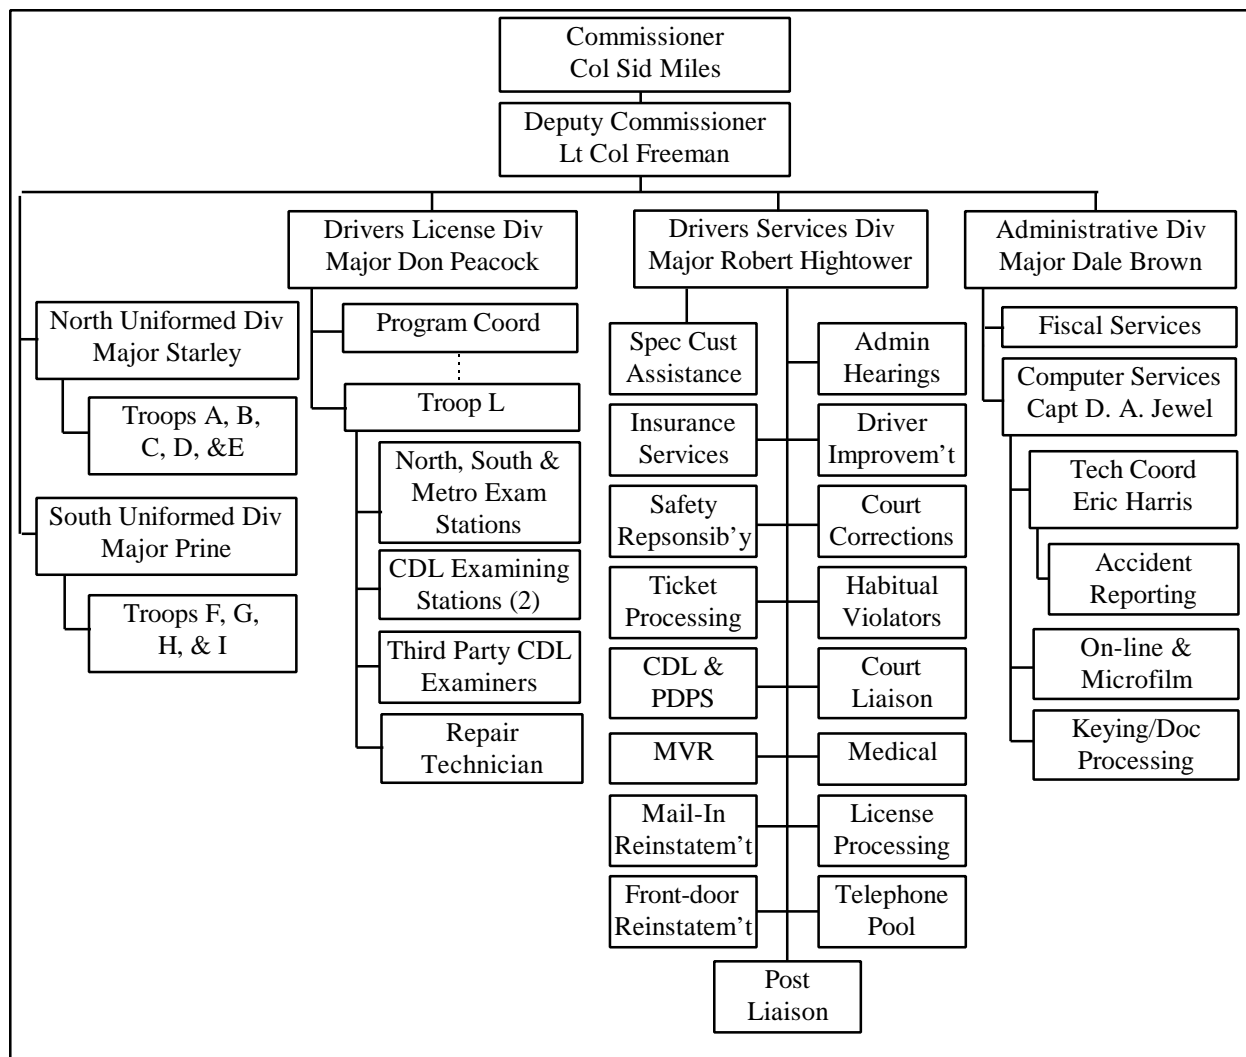 Commissioner
Col Sid Miles
Deputy Commissioner
Lt Col Freeman
Drivers License Div
Major Don Peacock
Drivers Services Div
Major Robert Hightower
Administrative Div
Major Dale Brown
North Uniformed Div
Major Starley
Troops A, B,
C, D, &E
South Uniformed Div
Major Prine
Troops F, G,
H, & I
Program Coord
Troop L
North, South &
Metro Exam
Stations
CDL Examining
Stations (2)
Third Party CDL
Examiners
Repair
Technician
Spec Cust
Assistance
Admin
Hearings
Insurance
Services
Driver
Improvem’t
Safety
Repsonsib’y
Court
Corrections
Ticket
Processing
Habitual
Violators
CDL &
PDPS
Court
Liaison
MVR
Medical
Mail-In
Reinstatem’t
License
Processing
Front-door
Reinstatem’t
Telephone
Pool
Post
Liaison
Fiscal Services
Computer Services
Capt D. A. Jewel
Tech Coord
Eric Harris
Accident
Reporting
On-line &
Microfilm
Keying/Doc
Processing